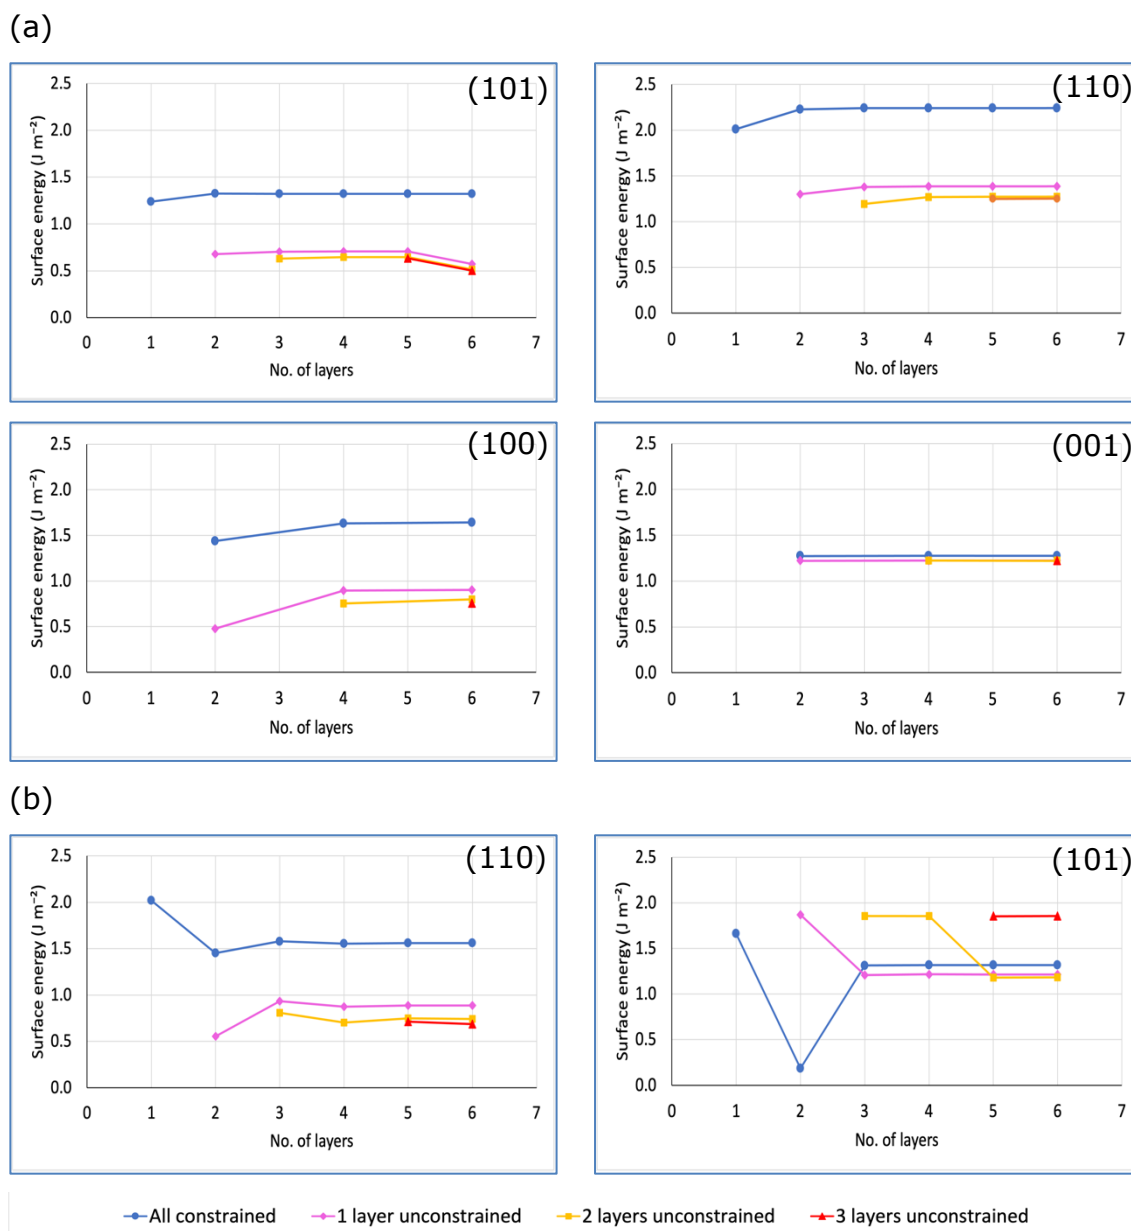 (a)
(101)
Surface energy (J m⁻²)
2.5
2.0
1.5
1.0
0.5
0.0
0 1 2 3 4 5 6 7
No. of layers
(110)
Surface energy (J m⁻²)
2.5
2.0
1.5
1.0
0.5
0.0
0 1 2 3 4 5 6 7
No. of layers
(100)
Surface energy (J m⁻²)
2.5
2.0
1.5
1.0
0.5
0.0
0 1 2 3 4 5 6 7
No. of layers
(001)
Surface energy (J m⁻²)
2.5
2.0
1.5
1.0
0.5
0.0
0 1 2 3 4 5 6 7
No. of layers
(b)
(110)
Surface energy (J m⁻²)
2.5
2.0
1.5
1.0
0.5
0.0
0 1 2 3 4 5 6 7
No. of layers
(101)
Surface energy (J m⁻²)
2.5
2.0
1.5
1.0
0.5
0.0
0 1 2 3 4 5 6 7
No. of layers
All constrained 1 layer unconstrained 2 layers unconstrained 3 layers unconstrained